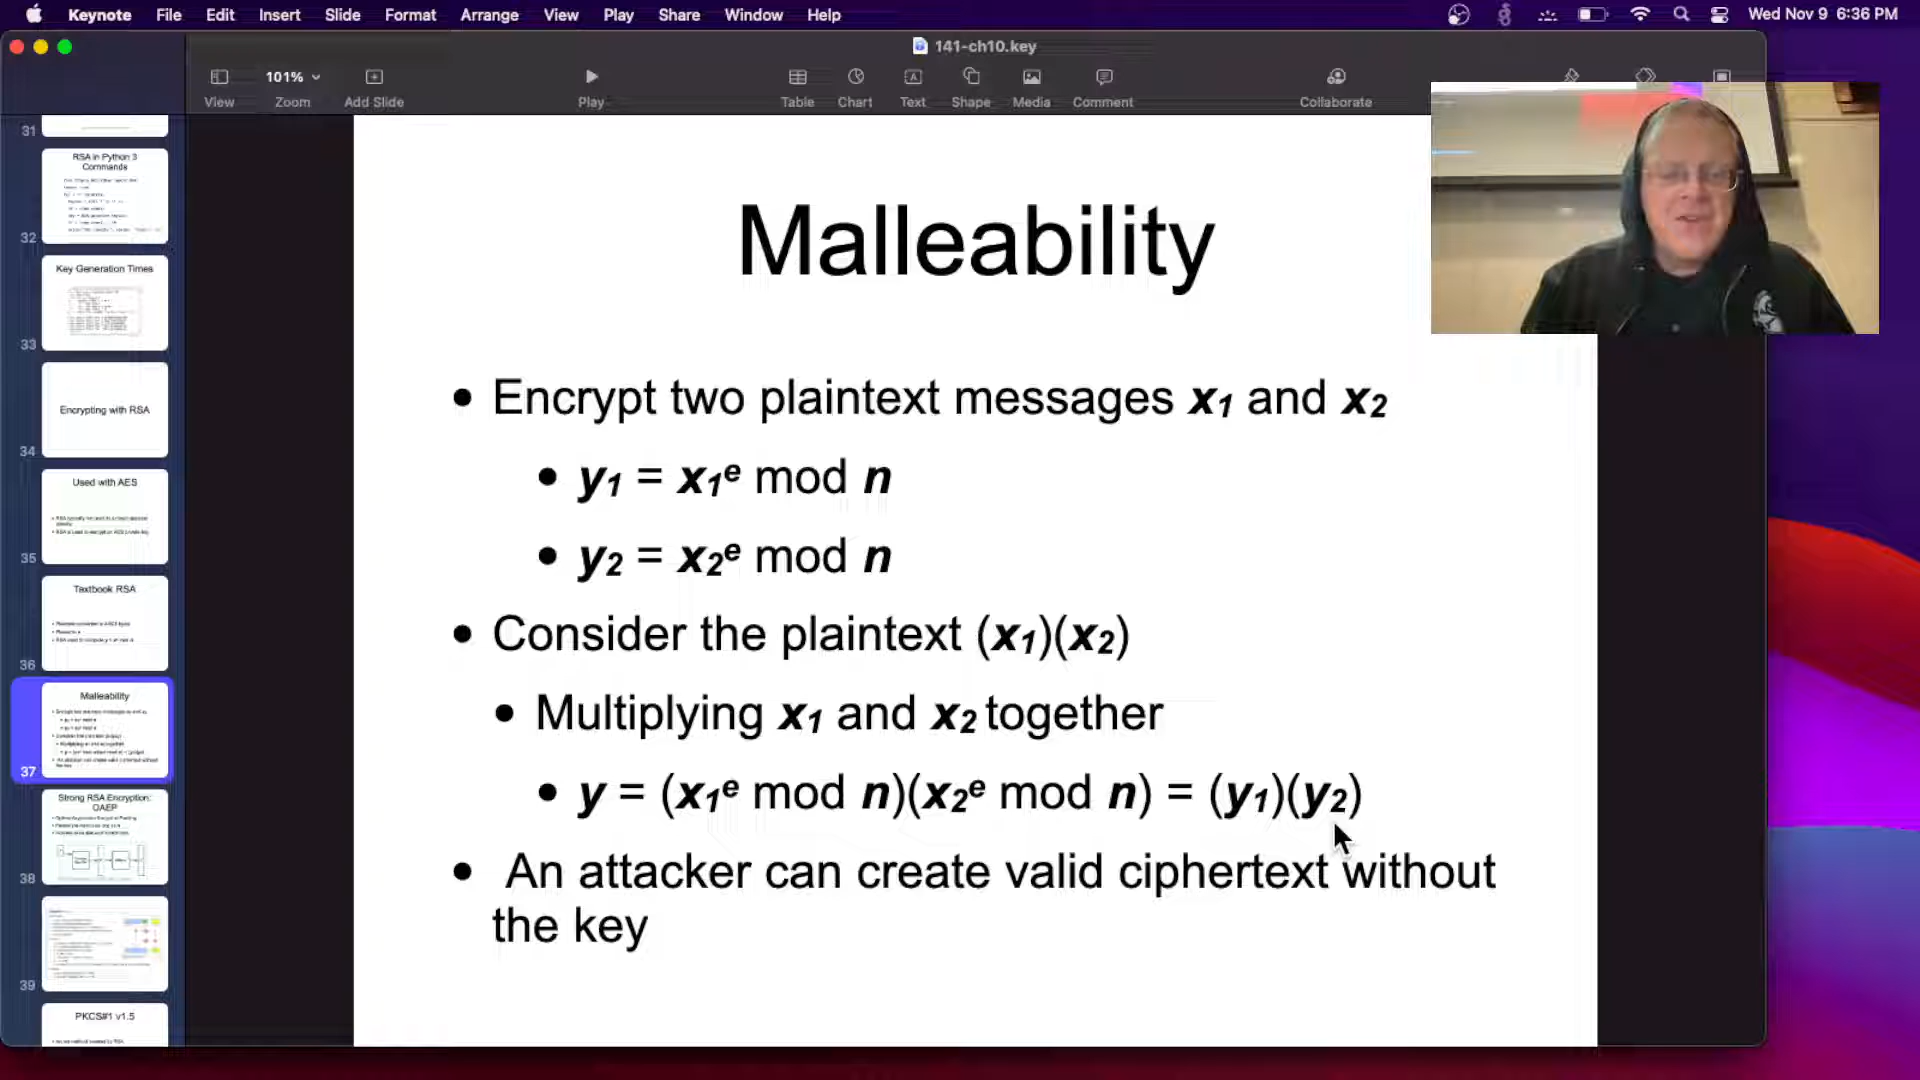 Keynote File Edit Insert Slide Format Arrange View Play Share Window Help Wed Nov 9 6:36 PM
141-ch10.key
101%
View Zoom Add Slide Play Table Chart Text Shape Media Comment Collaborate
31
RSA in Python 3
Commands
32
Key Generation Times
33
Encrypting with RSA
34
Used with AES
35
Textbook RSA
36
Malleability
37
Strong RSA Encryption:
OAEP
38
39
PKCS#1 v1.5
Malleability
• Encrypt two plaintext messages x₁ and x₂
• y₁ = x₁ᵉ mod n
• y₂ = x₂ᵉ mod n
• Consider the plaintext (x₁)(x₂)
• Multiplying x₁ and x₂ together
• y = (x₁ᵉ mod n)(x₂ᵉ mod n) = (y₁)(y₂)
• An attacker can create valid ciphertext without
the key